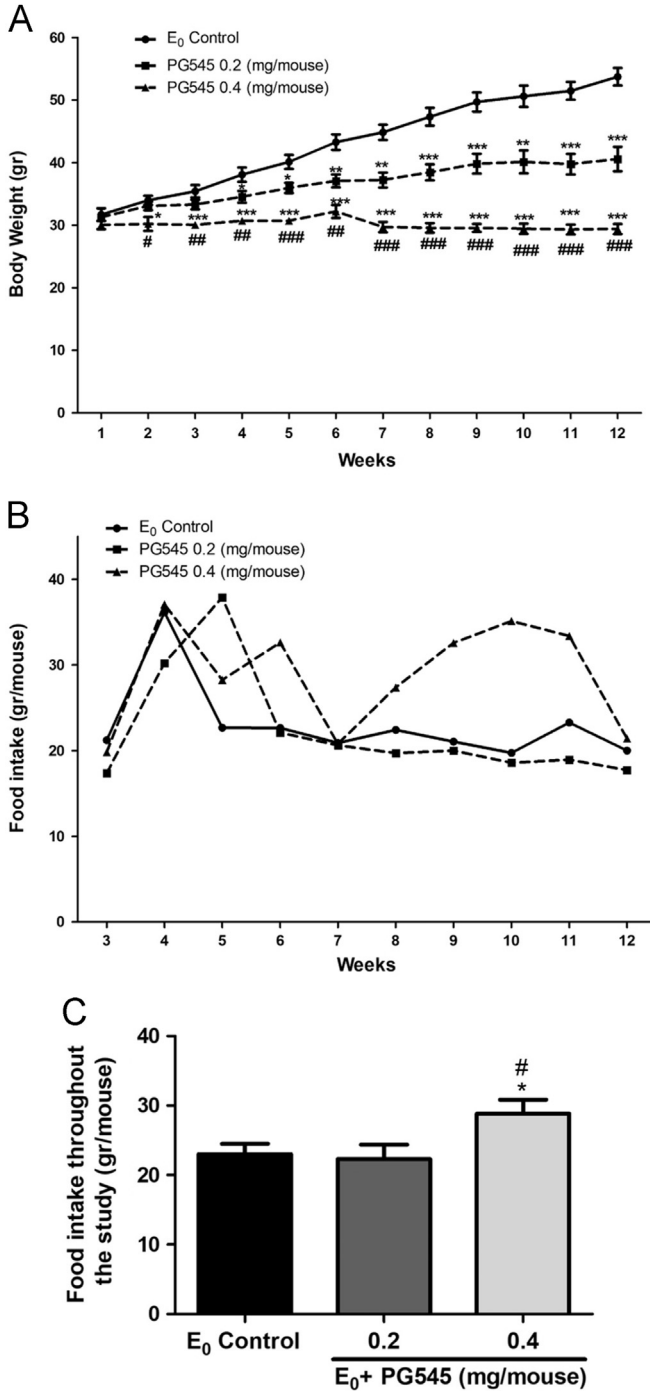 A
E0 Control
PG545 0.2 (mg/mouse)
PG545 0.4 (mg/mouse)
60
50
40
30
20
10
0
Body Weight (gr)
* * ** ** *** *** ** *** ***
* *** *** *** *** *** *** *** *** *** ***
# ## ## ### ## ### ### ### ### ### ###
1 2 3 4 5 6 7 8 9 10 11 12
Weeks
B
E0 Control
PG545 0.2 (mg/mouse)
PG545 0.4 (mg/mouse)
40
30
20
10
0
Food intake (gr/mouse)
3 4 5 6 7 8 9 10 11 12
Weeks
C
Food intake throughout
the study (gr/mouse)
40
30
20
10
0
#
*
E0 Control 0.2 0.4
E0+ PG545 (mg/mouse)